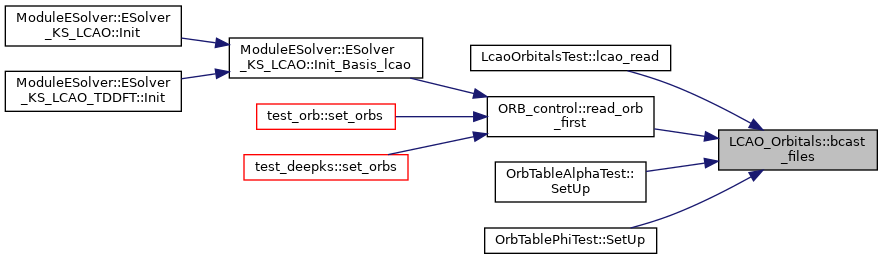 ModuleESolver::ESolver
_KS_LCAO::Init
ModuleESolver::ESolver
_KS_LCAO_TDDFT::Init
ModuleESolver::ESolver
_KS_LCAO::Init_Basis_lcao
test_orb::set_orbs
test_deepks::set_orbs
LcaoOrbitalsTest::lcao_read
ORB_control::read_orb
_first
OrbTableAlphaTest::
SetUp
OrbTablePhiTest::SetUp
LCAO_Orbitals::bcast
_files